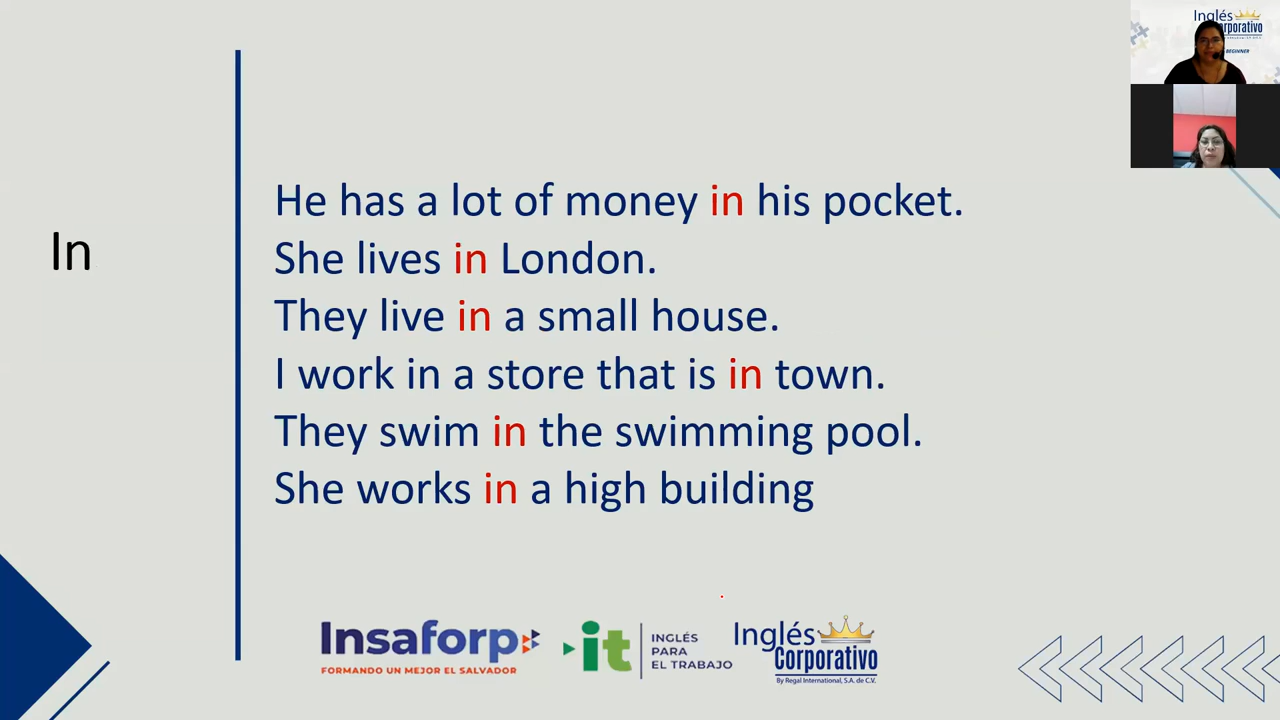 In
He has a lot of money in his pocket.
She lives in London.
They live in a small house.
I work in a store that is in town.
They swim in the swimming pool.
She works in a high building
Insaforp
FORMANDO UN MEJOR EL SALVADOR
it
INGLÉS
PARA
EL TRABAJO
Inglés
Corporativo
By Regal International, S.A. de C.V.
Inglés
orporativo
BEGINNER